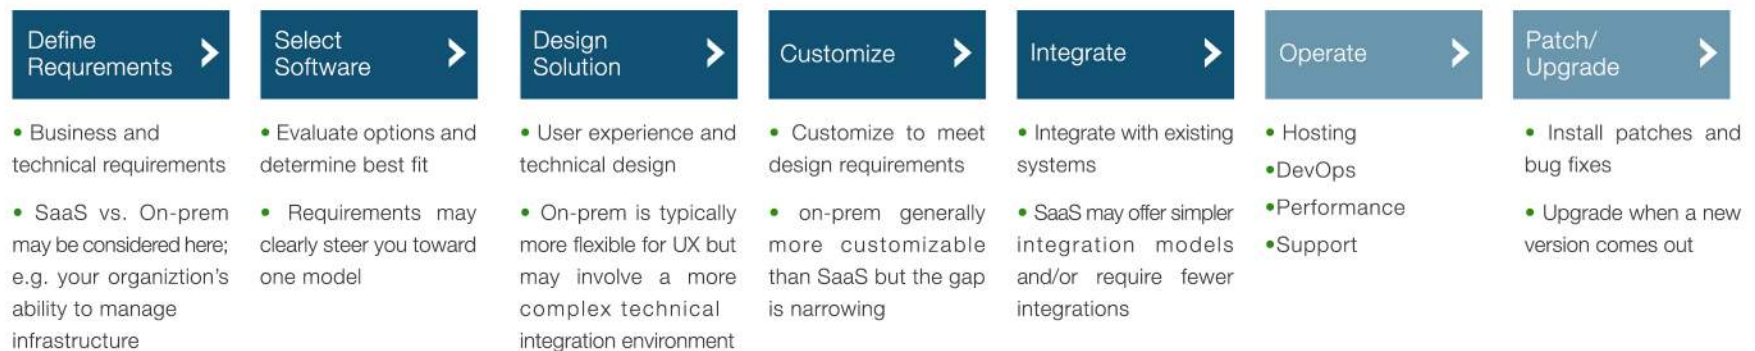 Define
Requrements
Select
Software
Design
Solution
Customize
Integrate
Operate
Patch/
Upgrade
• Business and
technical requirements
• SaaS vs. On-prem
may be considered here;
e.g. your organiztion's
ability to manage
infrastructure
• Evaluate options and
determine best fit
• Requirements may
clearly steer you toward
one model
• User experience and
technical design
• On-prem is typically
more flexible for UX but
may involve a more
complex technical
integration environment
• Customize to meet
design requirements
• on-prem generally
more customizable
than SaaS but the gap
is narrowing
• Integrate with existing
systems
• SaaS may offer simpler
integration models
and/or require fewer
integrations
• Hosting
•DevOps
•Performance
•Support
• Install patches and
bug fixes
• Upgrade when a new
version comes out